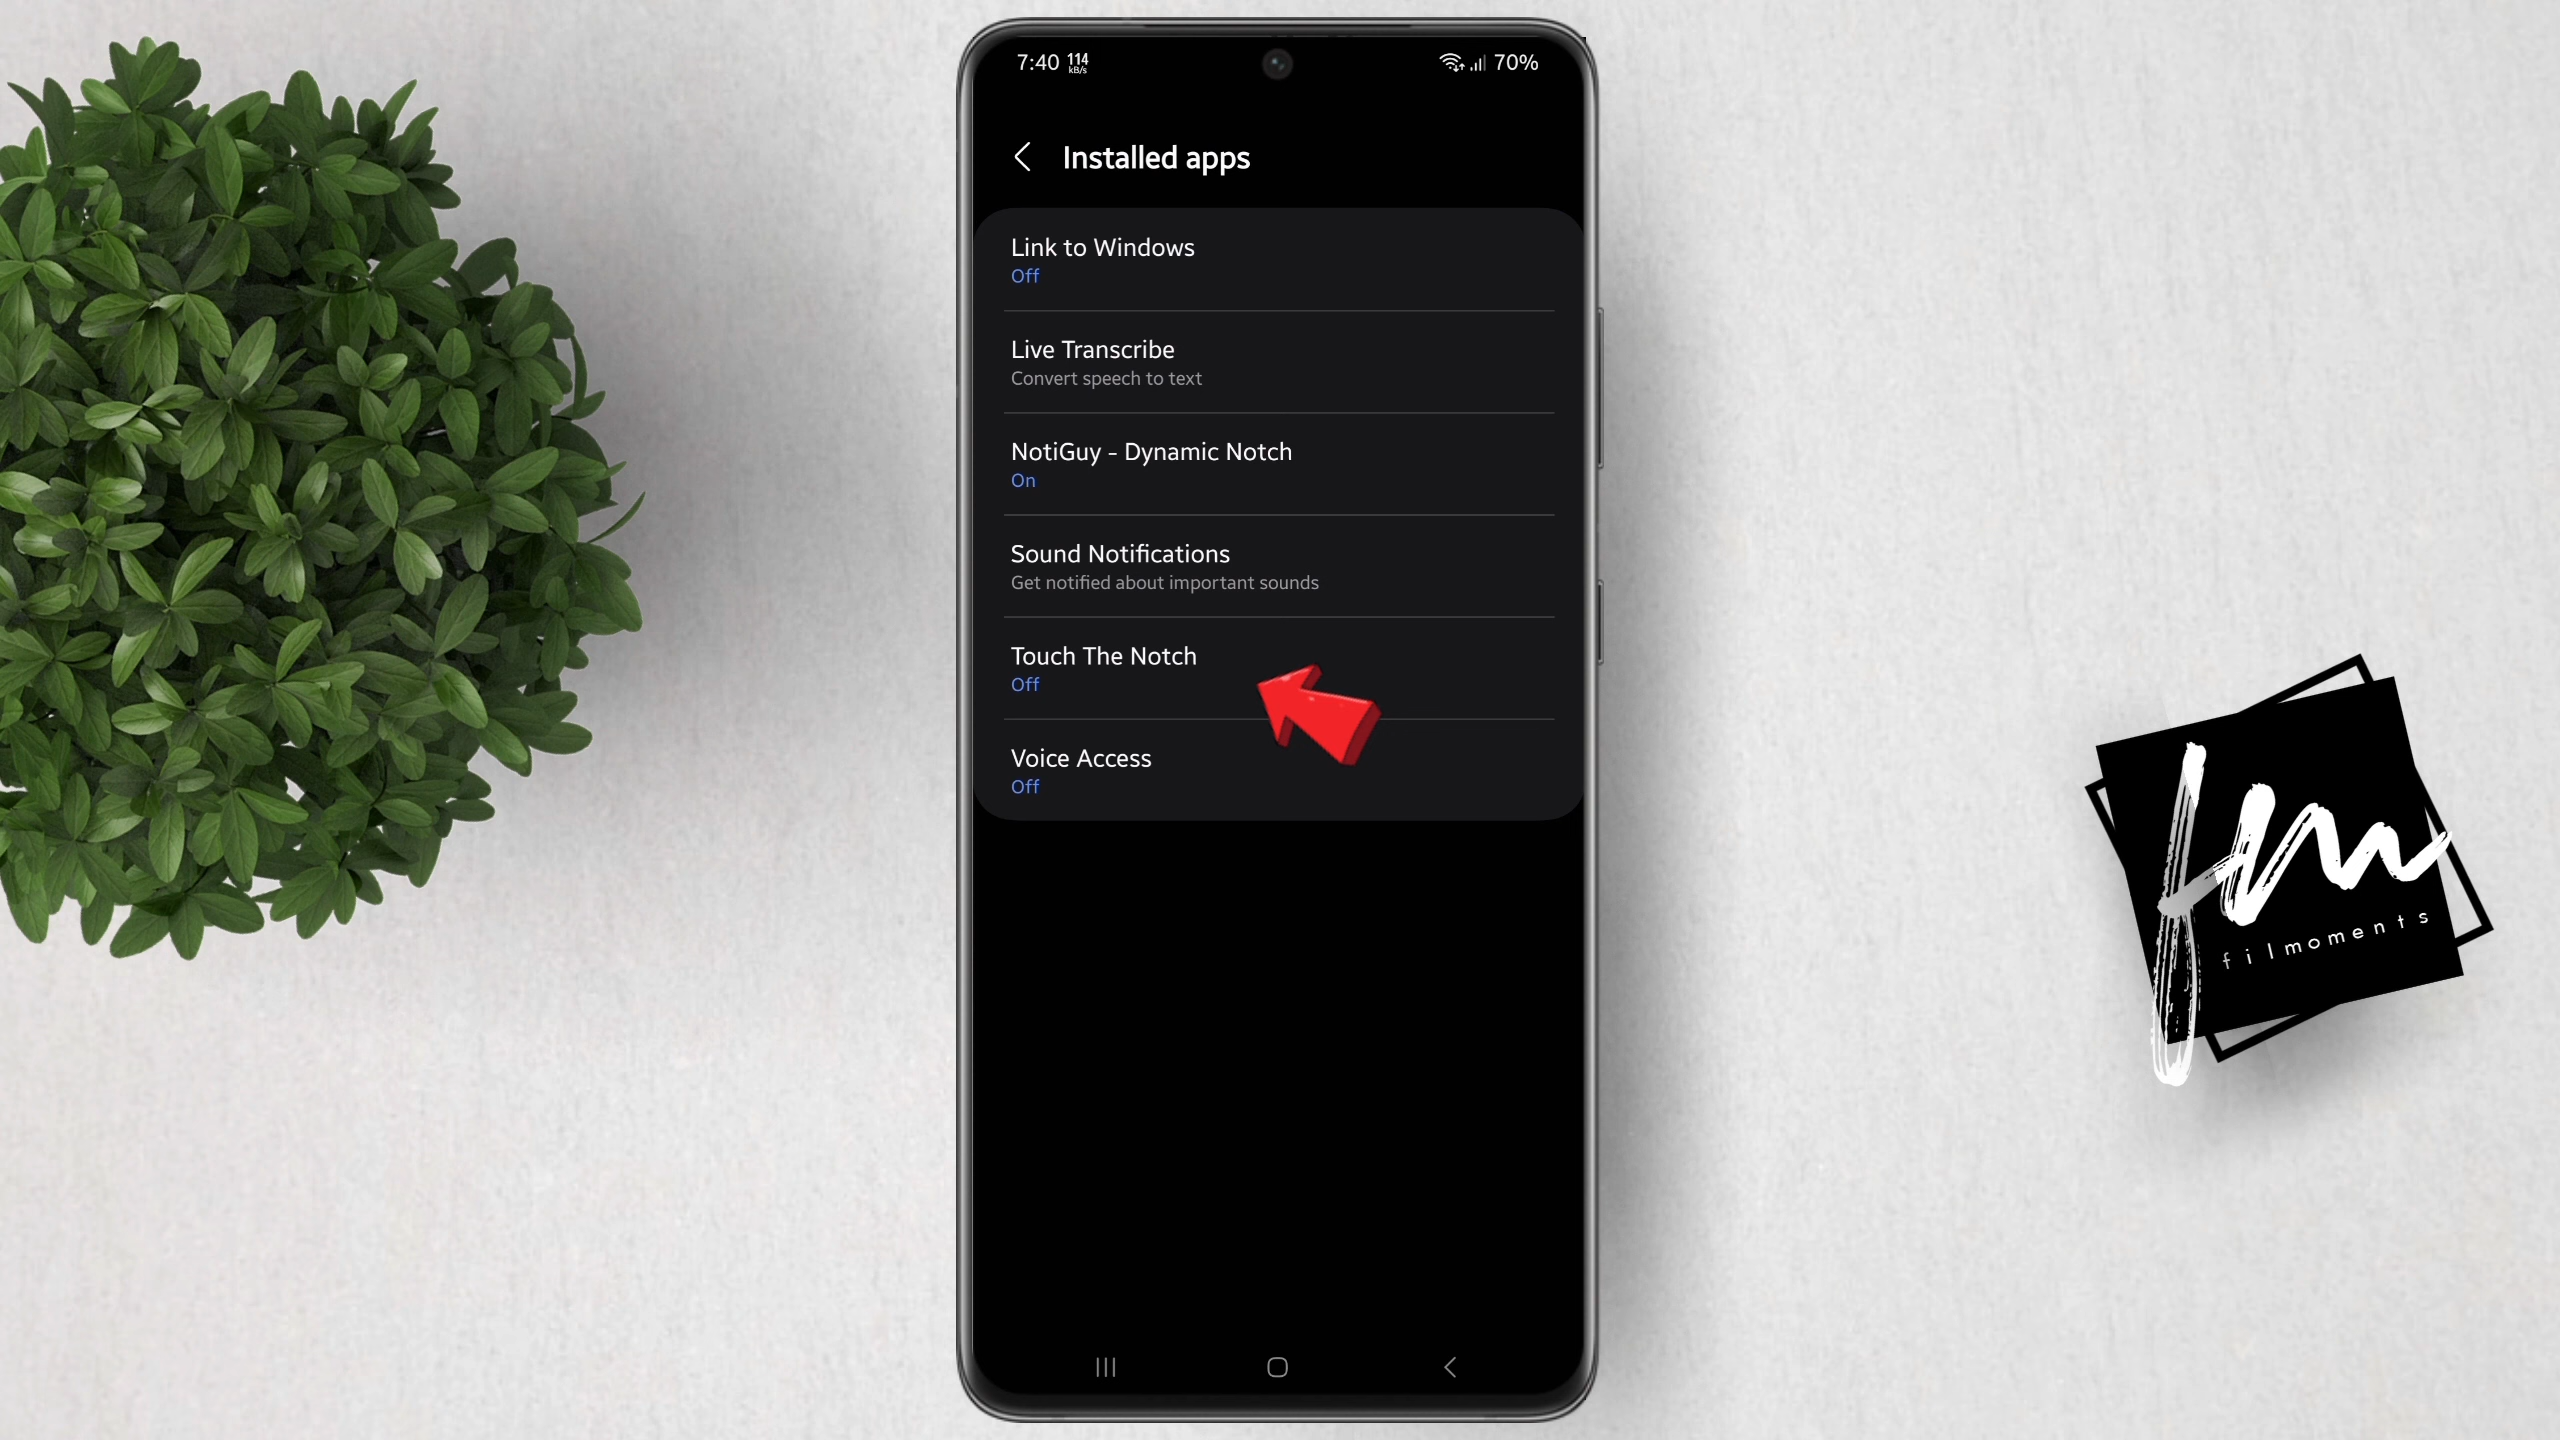 7:40 114 kB/s 70%
Installed apps
Link to Windows
Off
Live Transcribe
Convert speech to text
NotiGuy - Dynamic Notch
On
Sound Notifications
Get notified about important sounds
Touch The Notch
Off
Voice Access
Off
fm
filmoments